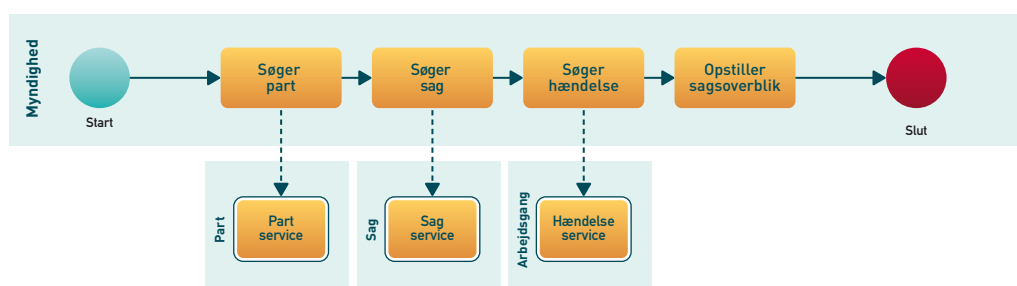 Myndighed
Start
Søger
part
Søger
sag
Søger
hændelse
Opstiller
sagsoverblik
Slut
Part
Part
service
Sag
Sag
service
Arbejdsgang
Hændelse
service